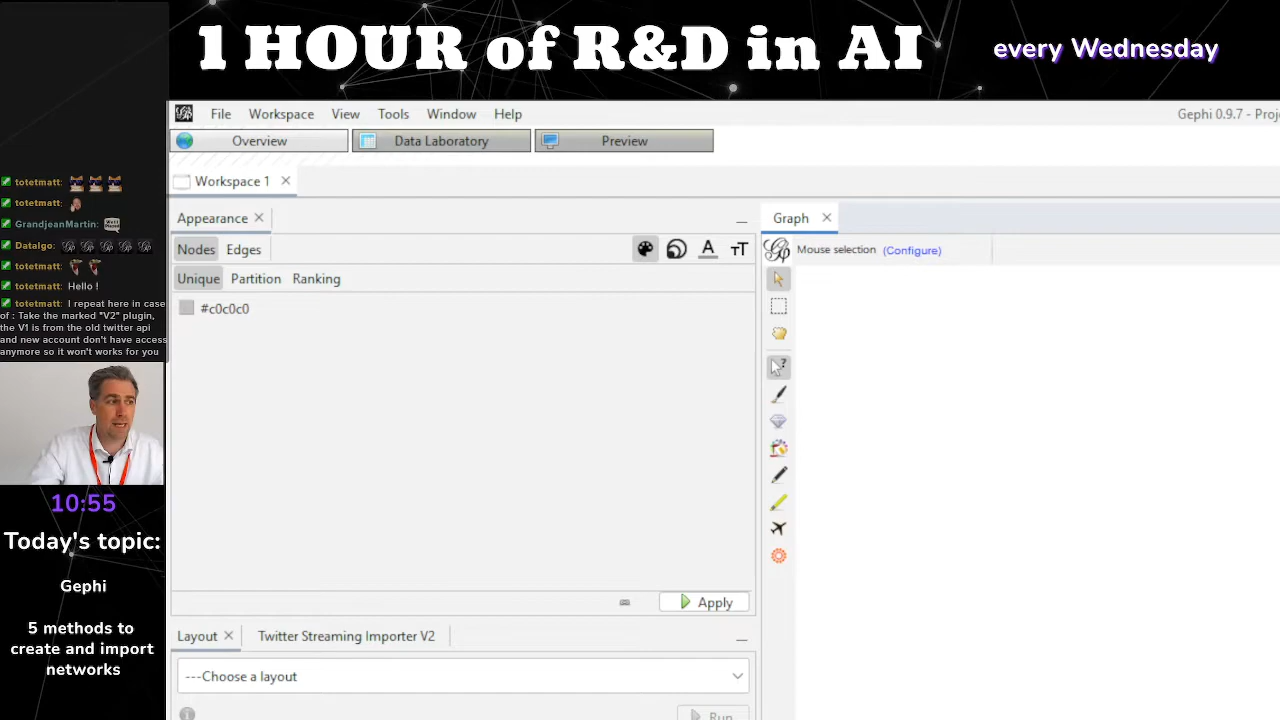 1 HOUR of R&D in AI
every Wednesday
File Workspace View Tools Window Help
Gephi 0.9.7 - Proj
Overview Data Laboratory Preview
Workspace 1
Appearance
Graph
Nodes Edges
Mouse selection (Configure)
Unique Partition Ranking
#c0c0c0
Apply
Layout Twitter Streaming Importer V2
---Choose a layout
Run
totetmatt:
totetmatt:
GrandjeanMartin:
Datalgo:
totetmatt:
totetmatt: Hello !
totetmatt: I repeat here in case
of : Take the marked "V2" plugin,
the V1 is from the old twitter api
and new account don't have access
anymore so it won't works for you
10:55
Today's topic:
Gephi
5 methods to
create and import
networks